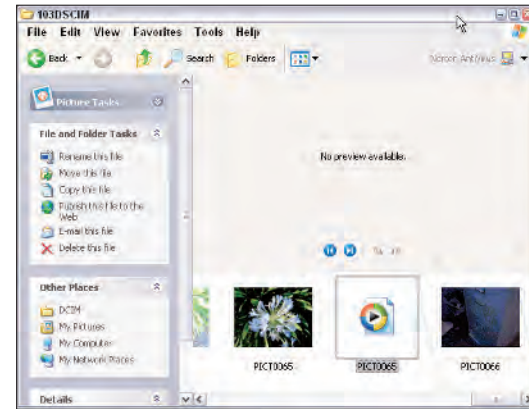 103DSCIM
File Edit View Favorites Tools Help
Back Search Folders Norton AntiVirus
Picture Tasks
File and Folder Tasks
Rename this file
Move this file
Copy this file
Publish this file to the
Web
E-mail this file
Delete this file
No preview available.
Other Places
DCIM
My Pictures
My Computer
My Network Places
PICT0065 PICT0065 PICT0066
Details